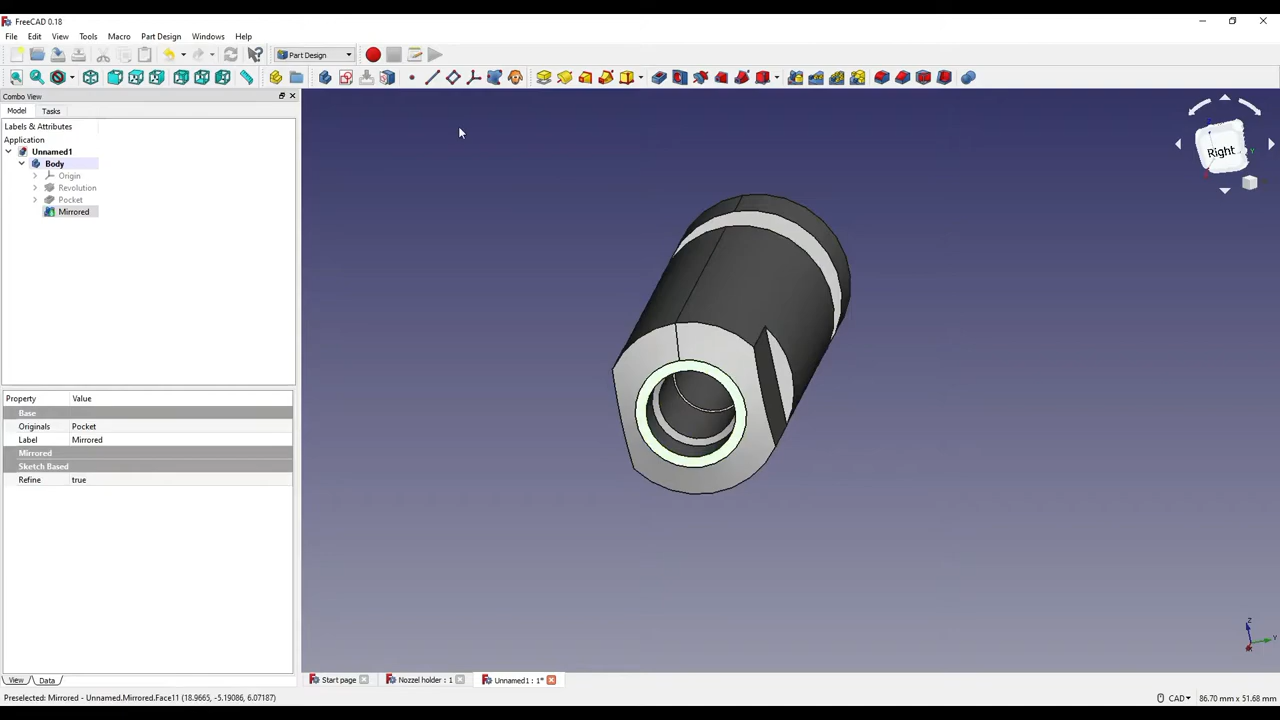 FreeCAD 0.18
File Edit View Tools Macro Part Design Windows Help
Part Design
Combo View
Model Tasks
Labels & Attributes
Application
Unnamed1
Body
Origin
Revolution
Pocket
Mirrored
Right
Property Value
Base
Originals Pocket
Label Mirrored
Mirrored
Sketch Based
Refine true
Z
Y
View Data
Start page Nozzel holder : 1 Unnamed1 : 1*
Preselected: Mirrored - Unnamed.Mirrored.Face11 (18.9665, -5.19086, 6.07187) CAD 86.70 mm x 51.68 mm